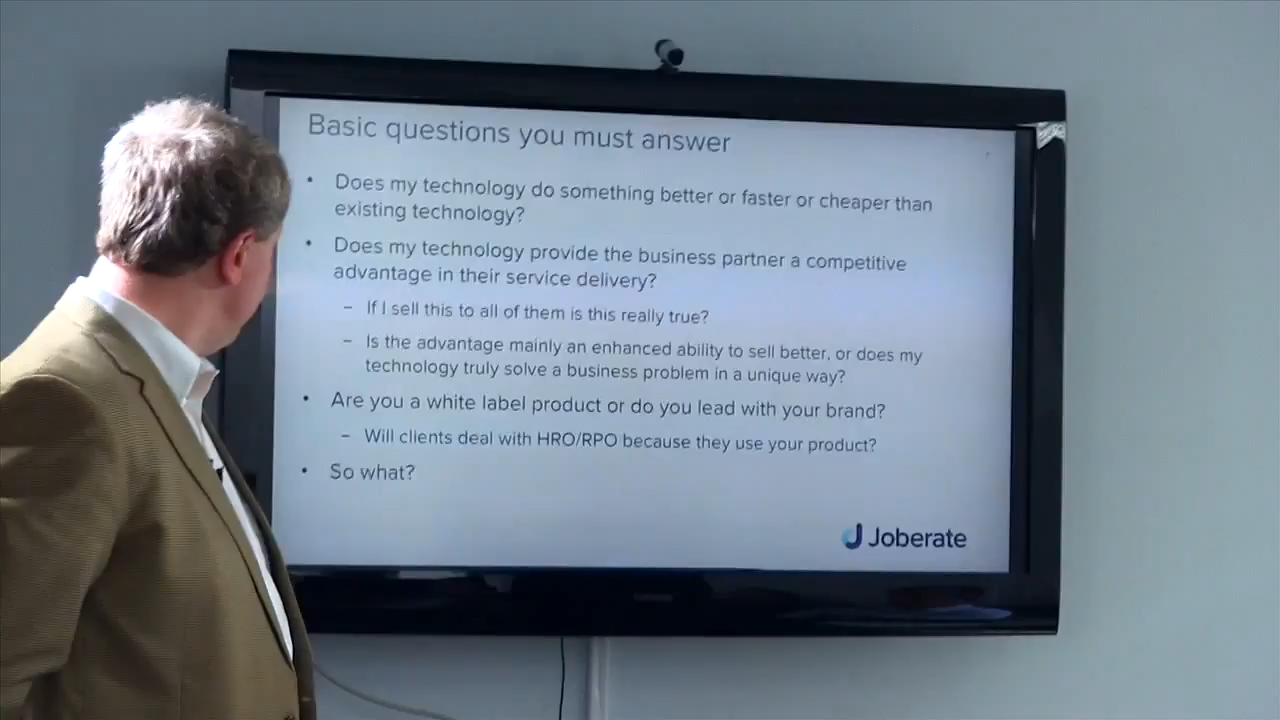 Basic questions you must answer
• Does my technology do something better or faster or cheaper than
existing technology?
• Does my technology provide the business partner a competitive
advantage in their service delivery?
– If I sell this to all of them is this really true?
– Is the advantage mainly an enhanced ability to sell better, or does my
technology truly solve a business problem in a unique way?
• Are you a white label product or do you lead with your brand?
– Will clients deal with HRO/RPO because they use your product?
• So what?
Joberate